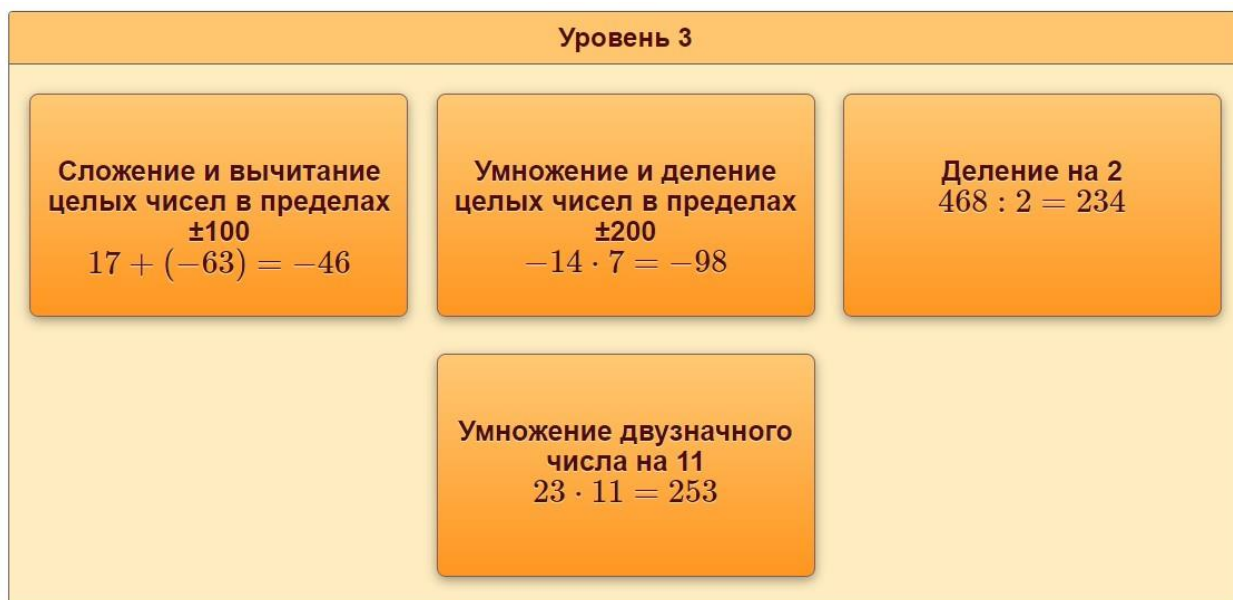 Уровень 3
Сложение и вычитание
целых чисел в пределах
±100
17 + (−63) = −46
Умножение и деление
целых чисел в пределах
±200
−14 · 7 = −98
Деление на 2
468 : 2 = 234
Умножение двузначного
числа на 11
23 · 11 = 253